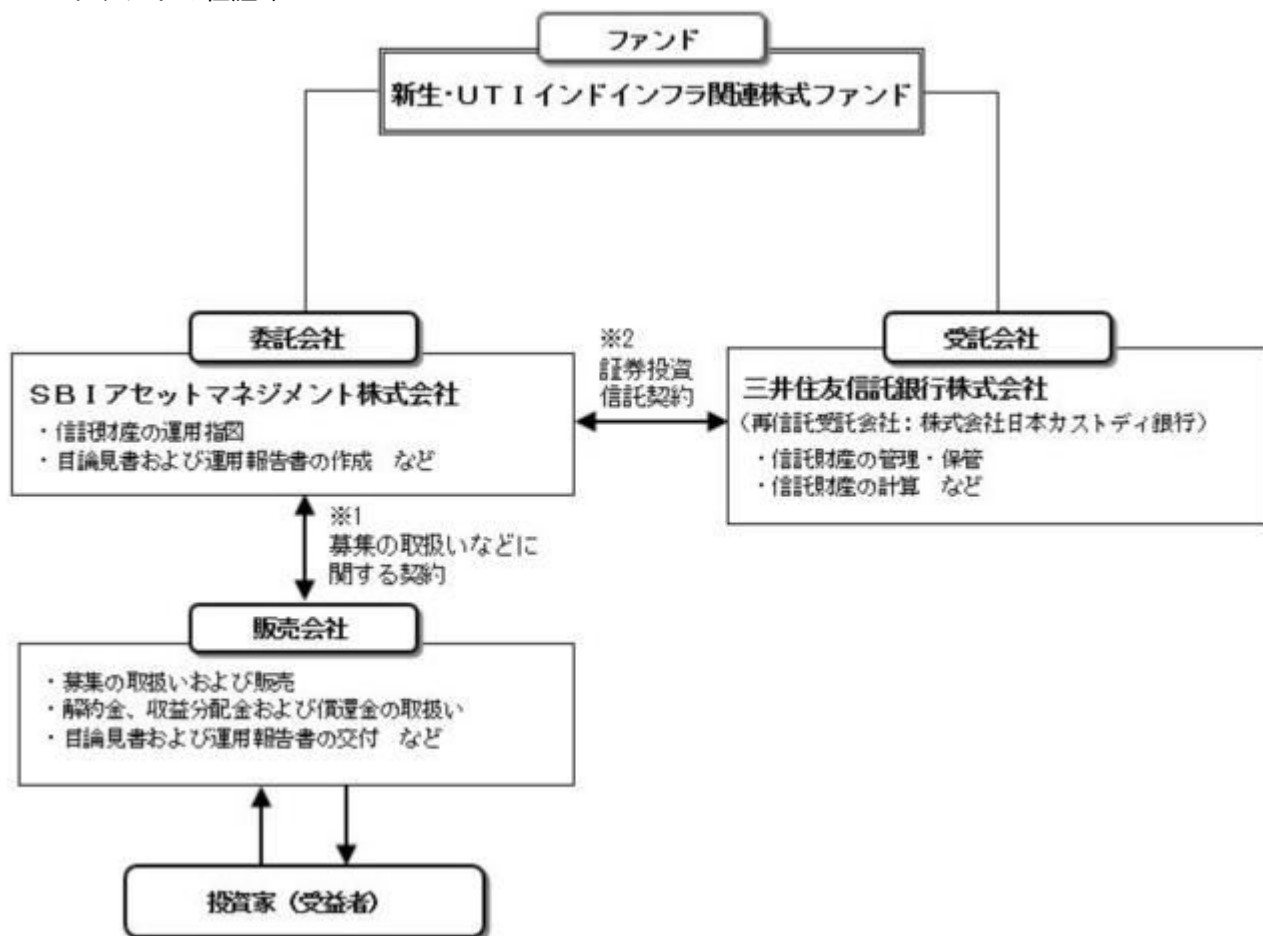 ファンド
新生・ＵＴＩインドインフラ関連株式ファンド
委託会社
ＳＢＩアセットマネジメント株式会社
・信託財産の運用指図
・目論見書および運用報告書の作成　など
※2
証券投資
信託契約
受託会社
三井住友信託銀行株式会社
（再信託受託会社：株式会社日本カストディ銀行）
・信託財産の管理・保管
・信託財産の計算　など
※1
募集の取扱いなどに
関する契約
販売会社
・募集の取扱いおよび販売
・解約金、収益分配金および償還金の取扱い
・目論見書および運用報告書の交付　など
投資家（受益者）